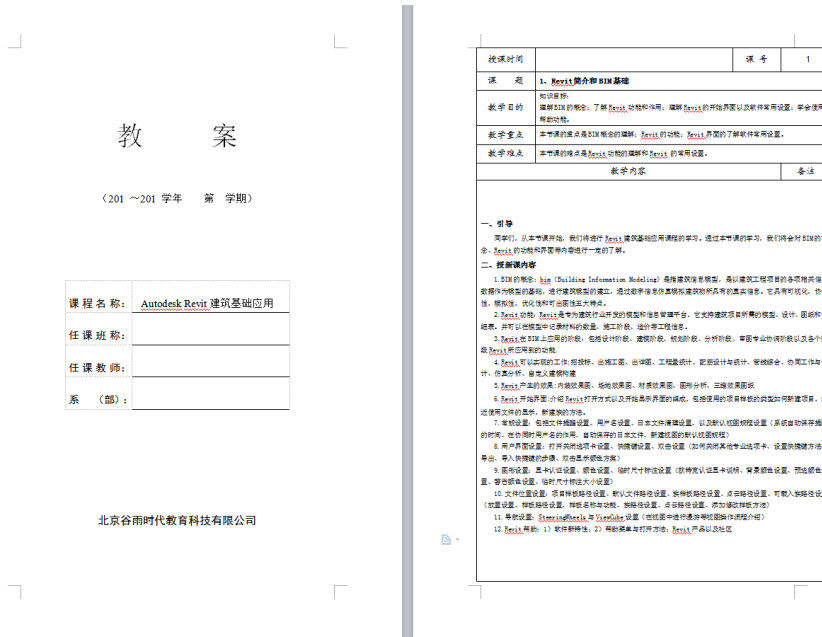 教 案
（201 ～201 学年 第 学期）
课 程 名 称： Autodesk Revit 建筑基础应用
任 课 班 称：
任 课 教 师：
系 （部）：
北京谷雨时代教育科技有限公司
授课时间 课 号 1
课 题 1、Revit简介和BIM基础
教学目的 知识目标：
理解BIM的概念；了解Revit功能和作用；理解Revit的开始界面以及软件常用设置；学会使用
帮助功能。
教学重点 本节课的重点是BIM概念的理解；Revit的功能；Revit界面的了解软件常用设置。
教学难点 本节课的难点是Revit功能的理解和Revit 的常用设置。
教学内容 备注
一、引导
同学们，从本节课开始，我们将进行Revit建筑基础应用课程的学习。通过本节课的学习，我们将会对BIM的
念、Revit的功能和界面等内容进行一定的了解。
二、授新课内容
1.BIM的概念：bim（Building Information Modeling）是指建筑信息模型，是以建筑工程项目的各项相关信
数据作为模型的基础，进行建筑模型的建立，通过数字信息仿真模拟建筑物所具有的真实信息。它具有可视化，协
性，模拟性，优化性和可出图性五大特点。
2.Revit功能：Revit是专为建筑行业开发的模型和信息管理平台，它支持建筑项目所需的模型、设计、图纸和
细表。并可以在模型中记录材料的数量、施工阶段、造价等工程信息。
3.Revit在BIM上应用的阶段：包括设计阶段、建模阶段、规划阶段、分析阶段、审图专业协调阶段以及各个
段Revit所应用到的功能.
4.Revit可以实现的工作:招投标、出施工图、出详图、工程量统计、配筋设计与统计、管线综合、协同工作与
计、仿真分析、自定义建模构建
5.Revit产生的效果：内装效果图、场地效果图、材质效果图、图形分析、三维效果图纸
6.Revit开始界面:介绍Revit打开方式以及开始显示界面的组成，包括使用的项目样板的类型如何新建项目，
近使用文件的显示，新建族的方法。
7.常规设置：包括文件提醒设置、用户名设置、日志文件清理设置、以及默认视图规程设置（系统自动保存提
的时间、在协同时用户名的作用、自动保存的日志文件、新建视图的默认视图规程）
8.用户界面设置：打开关闭选项卡设置、快捷键设置、双击设置（如何关闭其他专业选项卡、设置快捷键方法
导出、导入快捷键的步骤、双击显示颜色方案）
9.图形设置：显卡认证设置、颜色设置、临时尺寸标注设置（欧特克认证显卡说明、背景颜色设置、预选颜色
置、警告颜色设置、临时尺寸标注大小设置）
10.文件位置设置：项目样板路径设置、默认文件路径设置、族样板路径设置、点云路径设置、可载入族路径设
（放置设置、样板路径设置、样板名称与功能、族路径设置、点云路径设置、添加修改样板方法）
11.导航设置：SteeringWheels与ViewCube设置（在视图中进行漫游等视图操作流程介绍）
12.Revit帮助：1）软件新特性；2）帮助菜单与打开方法；Revit产品以及社区